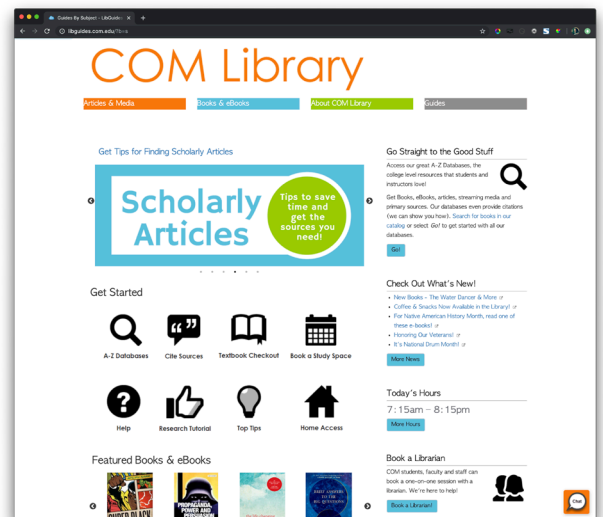 Guides By Subject - LibGuides
libguides.com.edu/?b=s
COM Library
Articles & Media
Books & eBooks
About COM Library
Guides
Get Tips for Finding Scholarly Articles
Scholarly
Articles
Tips to save
time and
get the
sources you
need!
Get Started
A-Z Databases
Cite Sources
Textbook Checkout
Book a Study Space
Help
Research Tutorial
Top Tips
Home Access
Featured Books & eBooks
SUPER BLACK
PROPAGANDA,
POWER AND
PERSUASION
Go Straight to the Good Stuff
Access our great A-Z Databases, the
college level resources that students and
instructors love!
Get Books, eBooks, articles, streaming media and
primary sources. Our databases even provide citations
(we can show you how). Search for books in our
catalog or select Go! to get started with all our
databases.
Go!
Check Out What's New!
New Books - The Water Dancer & More
Coffee & Snacks Now Available in the Library!
For Native American History Month, read one of
these e-books!
Honoring Our Veterans!
It's National Drum Month!
More News
Today's Hours
7:15am - 8:15pm
More Hours
Book a Librarian
COM students, faculty and staff can
book a one-on-one session with a
librarian. We're here to help!
Book a Librarian!
Chat